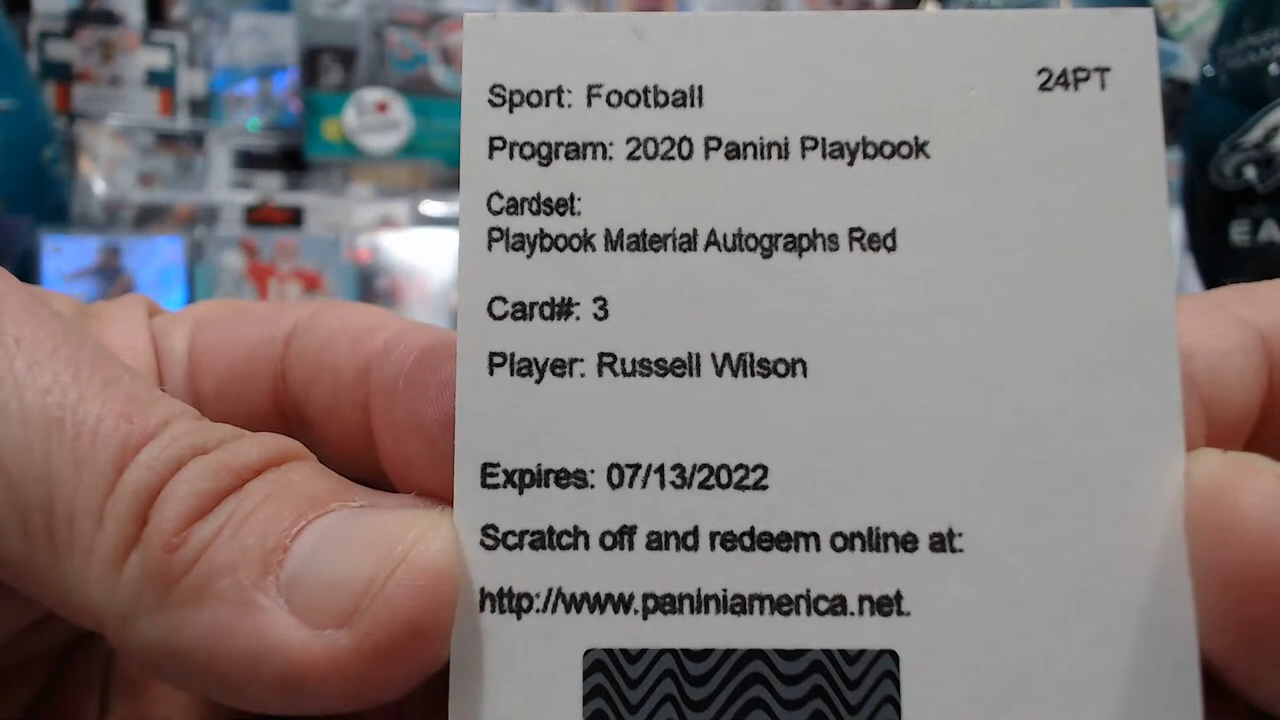 24PT
Sport: Football
Program: 2020 Panini Playbook
Cardset:
Playbook Material Autographs Red
Card#: 3
Player: Russell Wilson
Expires: 07/13/2022
Scratch off and redeem online at:
http://www.paniniamerica.net.
EA